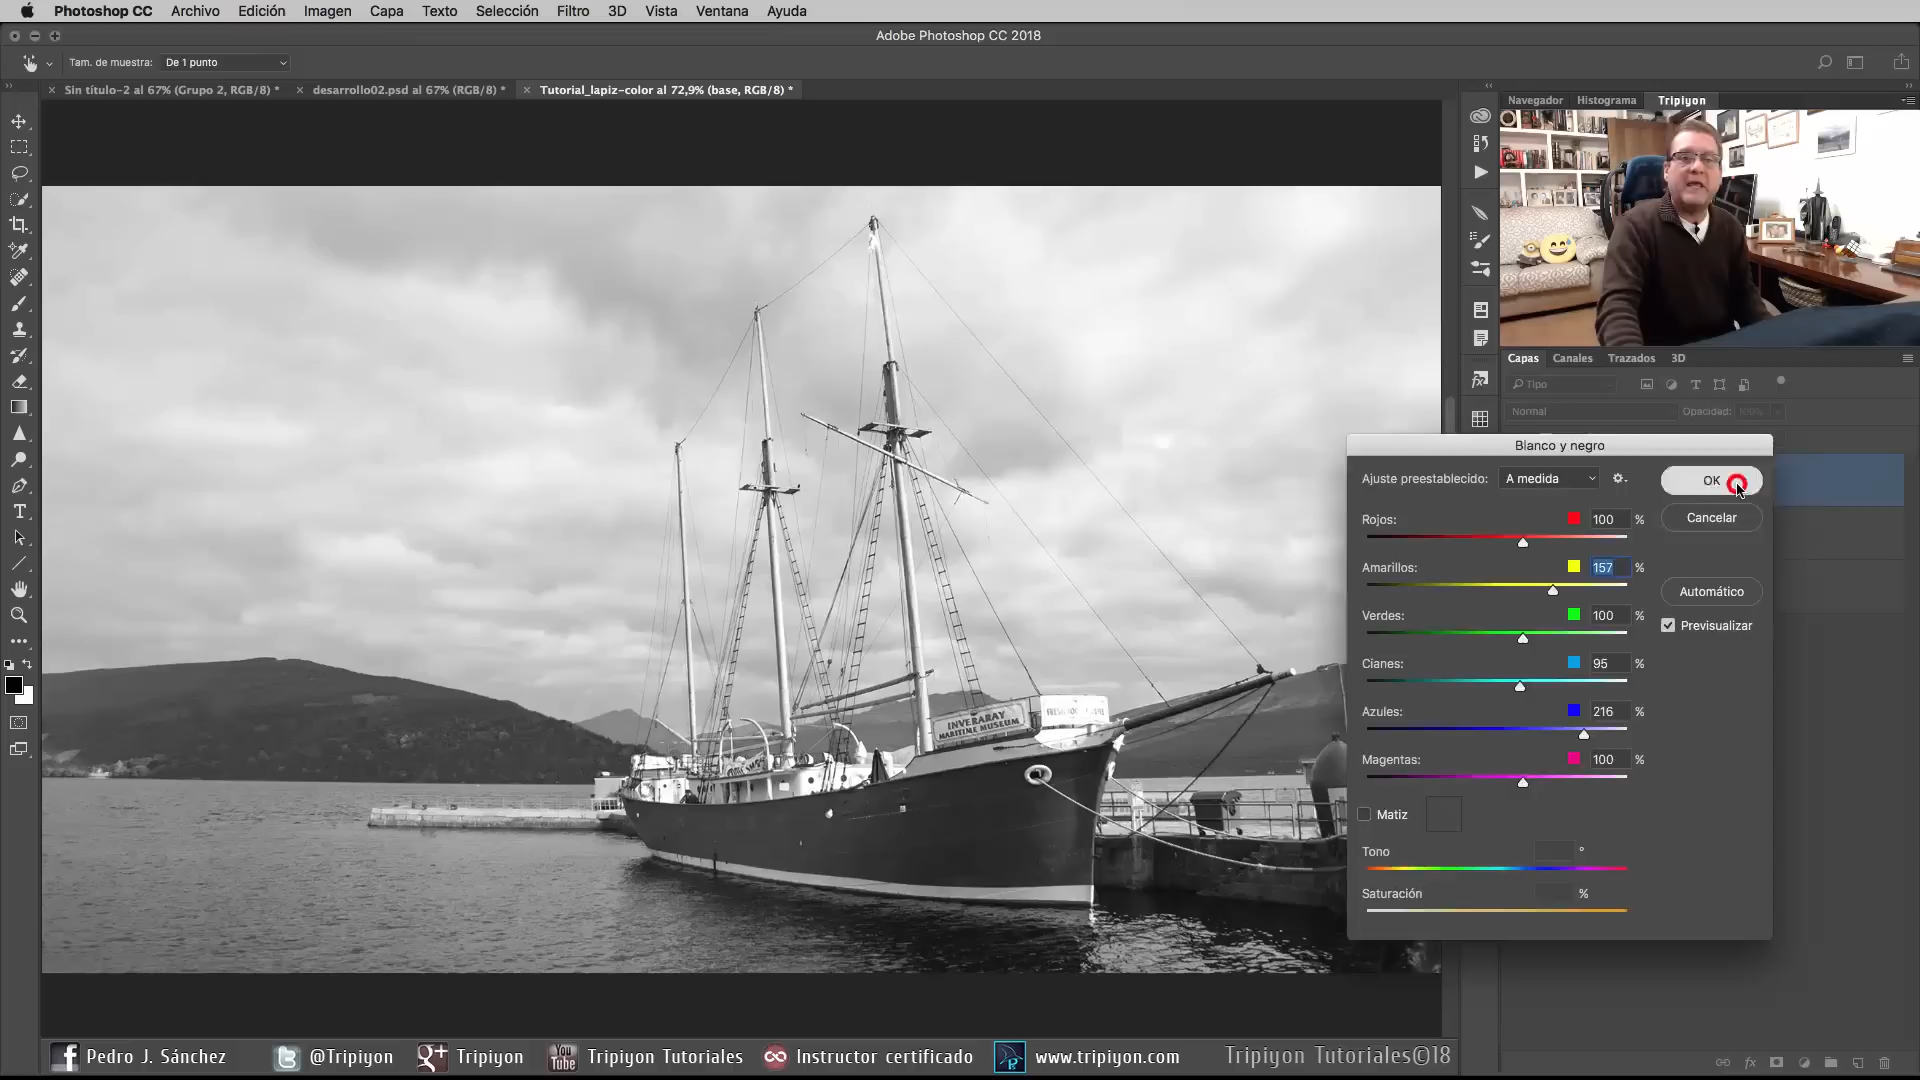 Photoshop CC Archivo Edición Imagen Capa Texto Selección Filtro 3D Vista Ventana Ayuda
Adobe Photoshop CC 2018
Tam. de muestra: De 1 punto
Sin título-2 al 67% (Grupo 2, RGB/8) *
desarrollo02.psd al 67% (RGB/8) *
Tutorial_lapiz-color al 72,9% (base, RGB/8) *
Navegador Histograma Tripiyon
Capas Canales Trazados 3D
Tipo
Normal Opacidad: 100%
Blanco y negro
Ajuste preestablecido: A medida
OK
Rojos: 100 %
Cancelar
Amarillos: 157 %
Automático
Verdes: 100 %
Previsualizar
Cianes: 95 %
Azules: 216 %
Magentas: 100 %
Matiz
Tono °
Saturación %
INVERARAY
MARITIME MUSEUM
Pedro J. Sánchez @Tripiyon Tripiyon Tripiyon Tutoriales Instructor certificado www.tripiyon.com Tripiyon Tutoriales©18